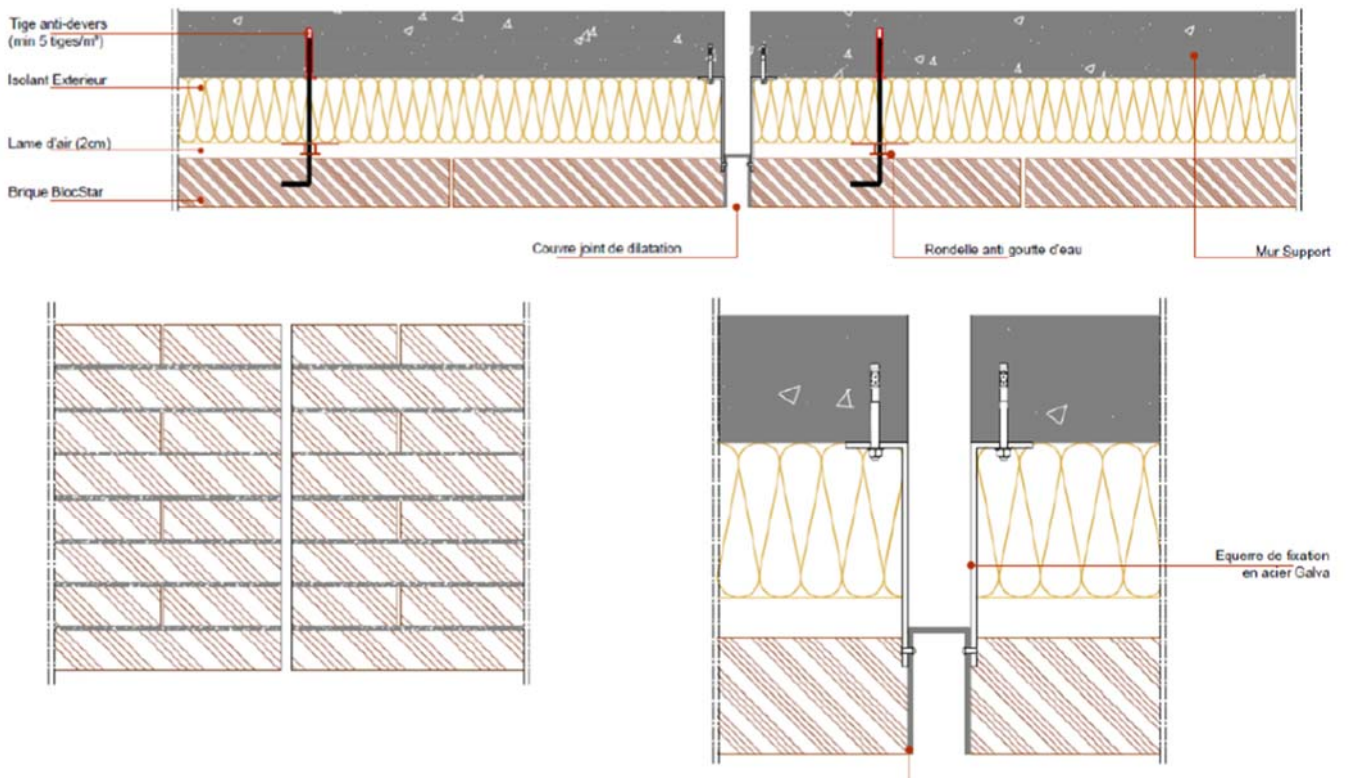 Tige anti-devers
(min 5 tiges/m²)
Isolant Exterieur
Lame d'air (2cm)
Brique BlocStar
Couvre joint de dilatation
Rondelle anti goutte d'eau
Mur Support
Equerre de fixation
en acier Galva